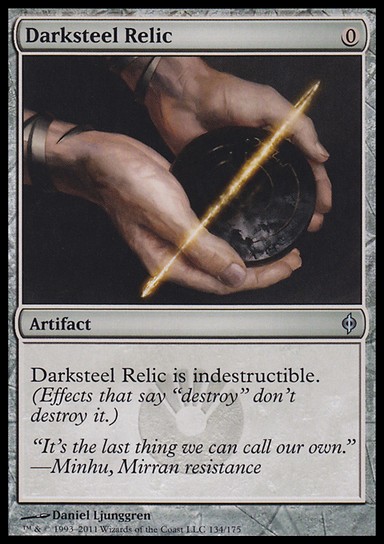 Darksteel Relic 0
Artifact
Darksteel Relic is indestructible.
(Effects that say “destroy” don’t
destroy it.)
“It’s the last thing we can call our own.”
—Minhu, Mirran resistance
Daniel Ljunggren
™ & © 1993–2011 Wizards of the Coast LLC 134/175